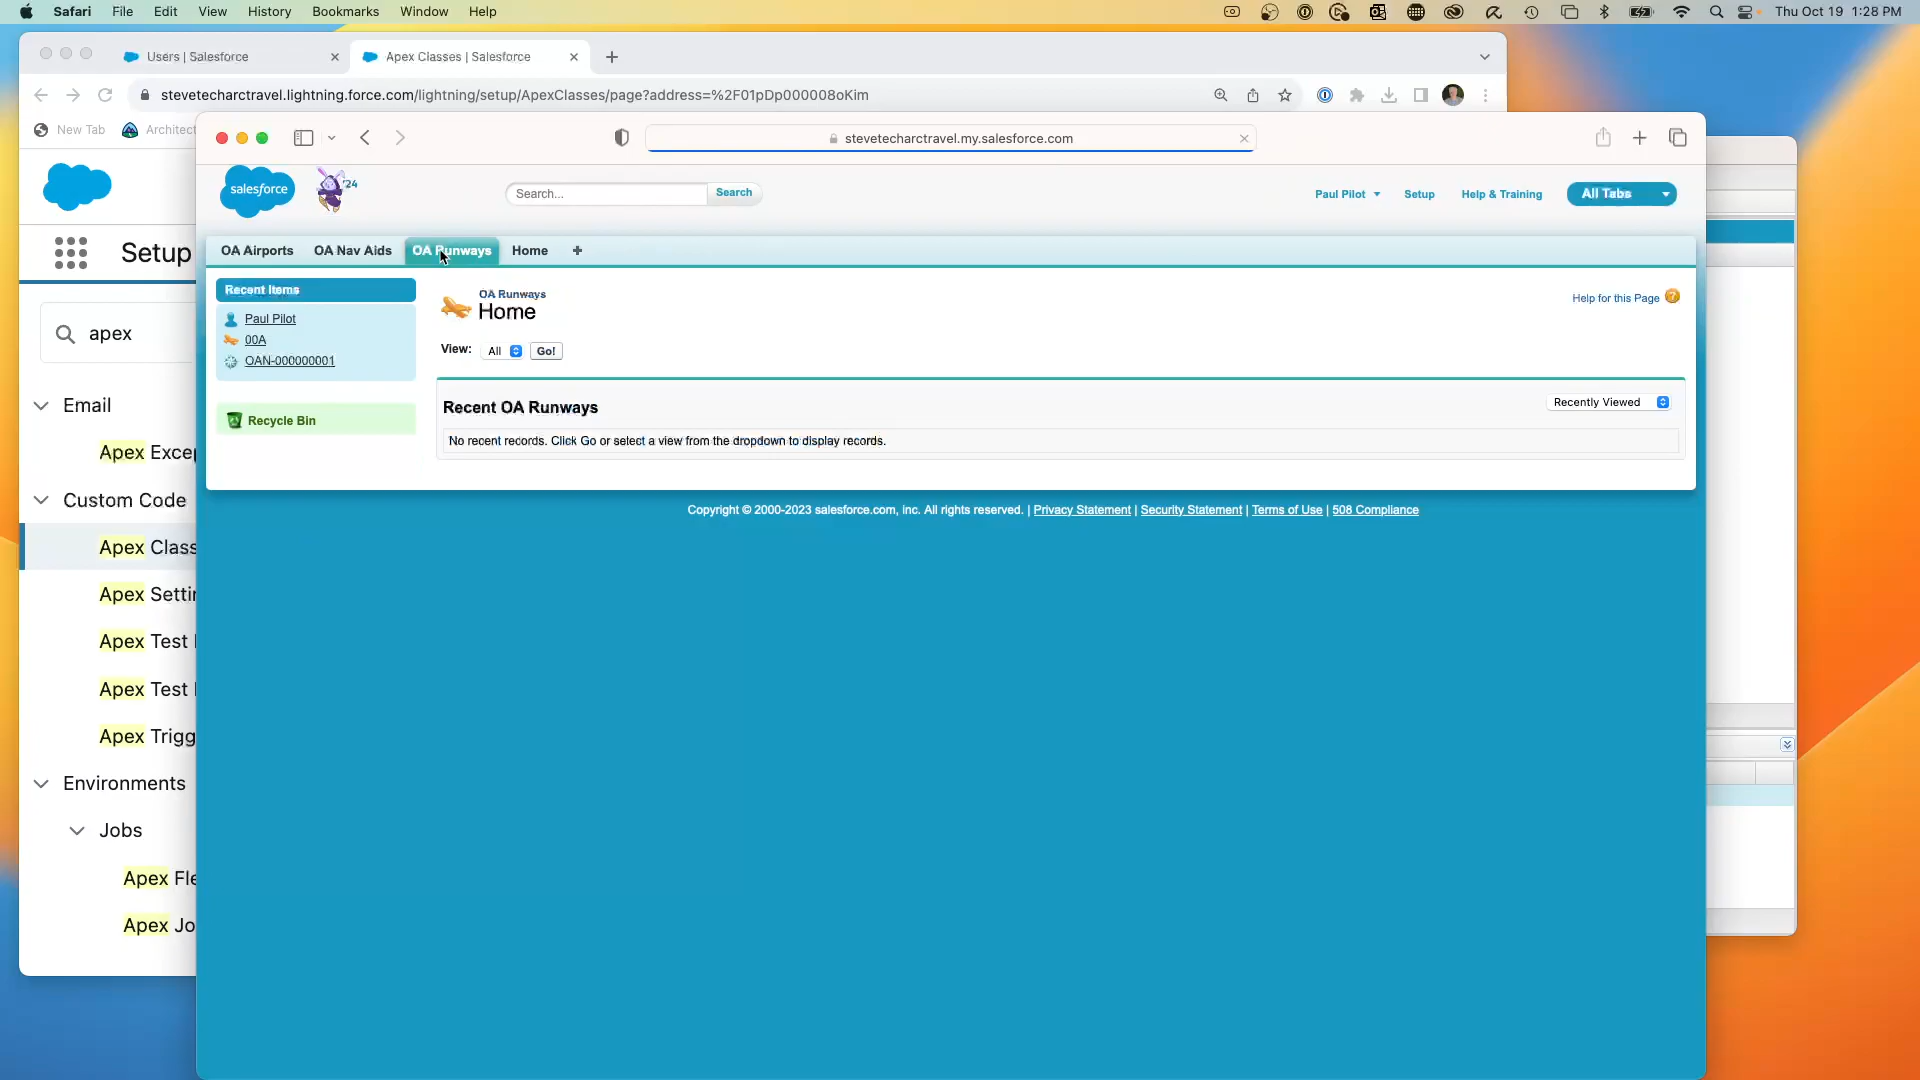 Safari File Edit View History Bookmarks Window Help
Thu Oct 19 1:28 PM
Users | Salesforce
Apex Classes | Salesforce
stevetecharctravel.lightning.force.com/lightning/setup/ApexClasses/page?address=%2F01pDp000008oKim
New Tab
Architect
stevetecharctravel.my.salesforce.com
salesforce
'24
Search...
Search
Paul Pilot
Setup
Help & Training
All Tabs
OA Airports
OA Nav Aids
OA Runways
Home
+
Setup
Recent Items
Paul Pilot
00A
OAN-000000001
Recycle Bin
OA Runways
Home
Help for this Page
View: All Go!
Recent OA Runways
Recently Viewed
No recent records. Click Go or select a view from the dropdown to display records.
Copyright © 2000-2023 salesforce.com, inc. All rights reserved. | Privacy Statement | Security Statement | Terms of Use | 508 Compliance
apex
Email
Apex Excep
Custom Code
Apex Class
Apex Settin
Apex Test
Apex Test
Apex Trigg
Environments
Jobs
Apex Fle
Apex Jo